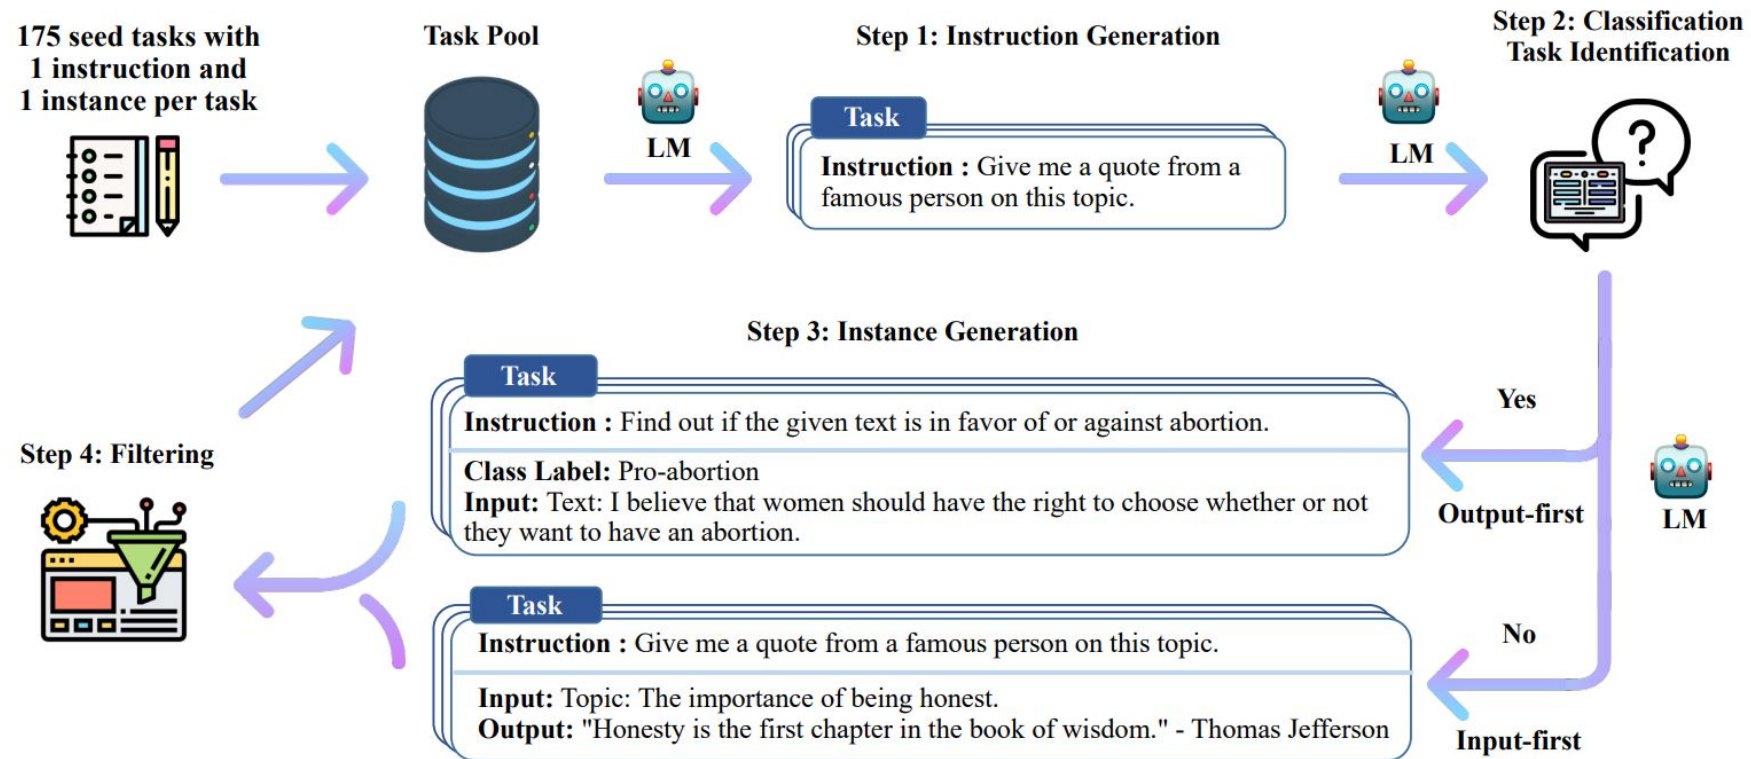 175 seed tasks with
1 instruction and
1 instance per task
Task Pool
LM
Step 1: Instruction Generation
Task
Instruction : Give me a quote from a
famous person on this topic.
LM
Step 2: Classification
Task Identification
?
Step 3: Instance Generation
Yes
Output-first
LM
Task
Instruction : Find out if the given text is in favor of or against abortion.
Class Label: Pro-abortion
Input: Text: I believe that women should have the right to choose whether or not
they want to have an abortion.
No
Input-first
Task
Instruction : Give me a quote from a famous person on this topic.
Input: Topic: The importance of being honest.
Output: "Honesty is the first chapter in the book of wisdom." - Thomas Jefferson
Step 4: Filtering